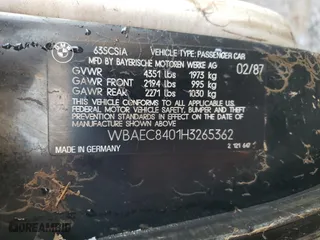 635CSIA VEHICLE TYPE: PASSENGER CAR
MFD BY BAYERISCHE MOTOREN WERKE AG
02/87
GVWR 4351 lbs 1973 kg
GAWR FRONT 2194 lbs 995 kg
GAWR REAR 2271 lbs 1030 kg
THIS VEHICLE CONFORMS TO ALL APPLICABLE
FEDERAL MOTOR VEHICLE SAFETY, BUMPER AND THEFT
PREVENTION STANDARDS IN EFFECT ON THE DATE OF
MANUFACTURE SHOWN ABOVE
WBAEC8401H3265362
MADE IN GERMANY
2 121 647